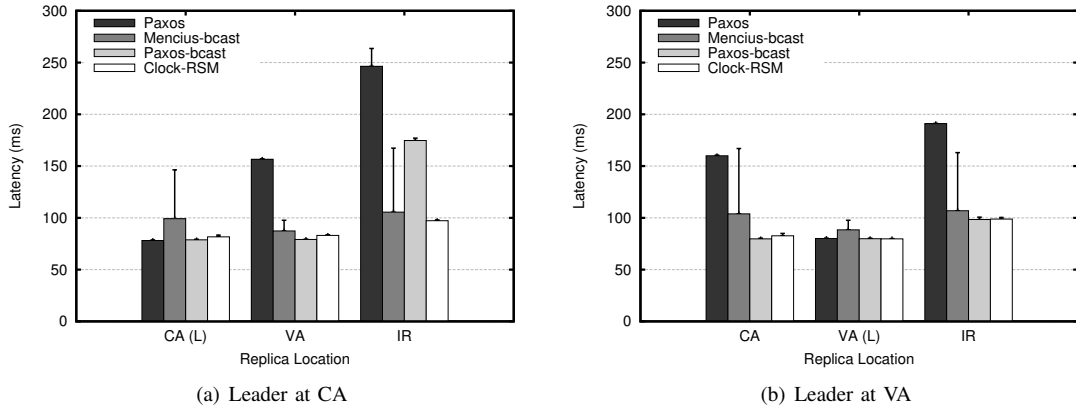 300
250
200
150
100
50
0
Latency (ms)
Paxos
Mencius-bcast
Paxos-bcast
Clock-RSM
CA (L) VA IR
Replica Location
(a) Leader at CA
300
250
200
150
100
50
0
Latency (ms)
Paxos
Mencius-bcast
Paxos-bcast
Clock-RSM
CA VA (L) IR
Replica Location
(b) Leader at VA